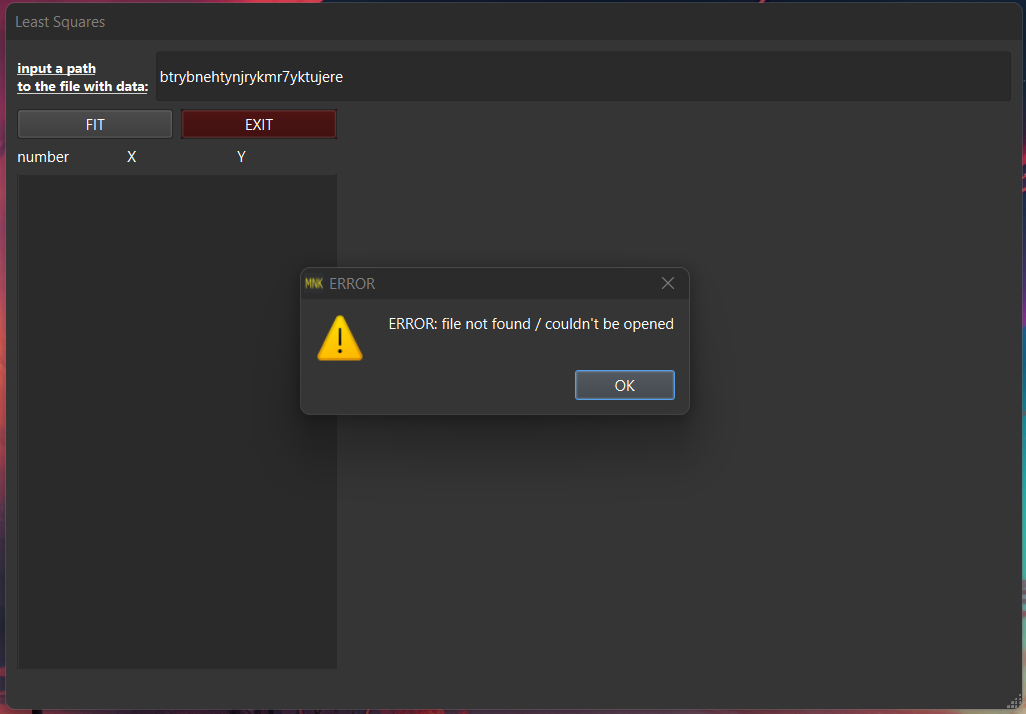 Least Squares
input a path
to the file with data:
btrybnehtynjrykmr7yktujere
FIT
EXIT
number X Y
MNK ERROR
ERROR: file not found / couldn't be opened
OK